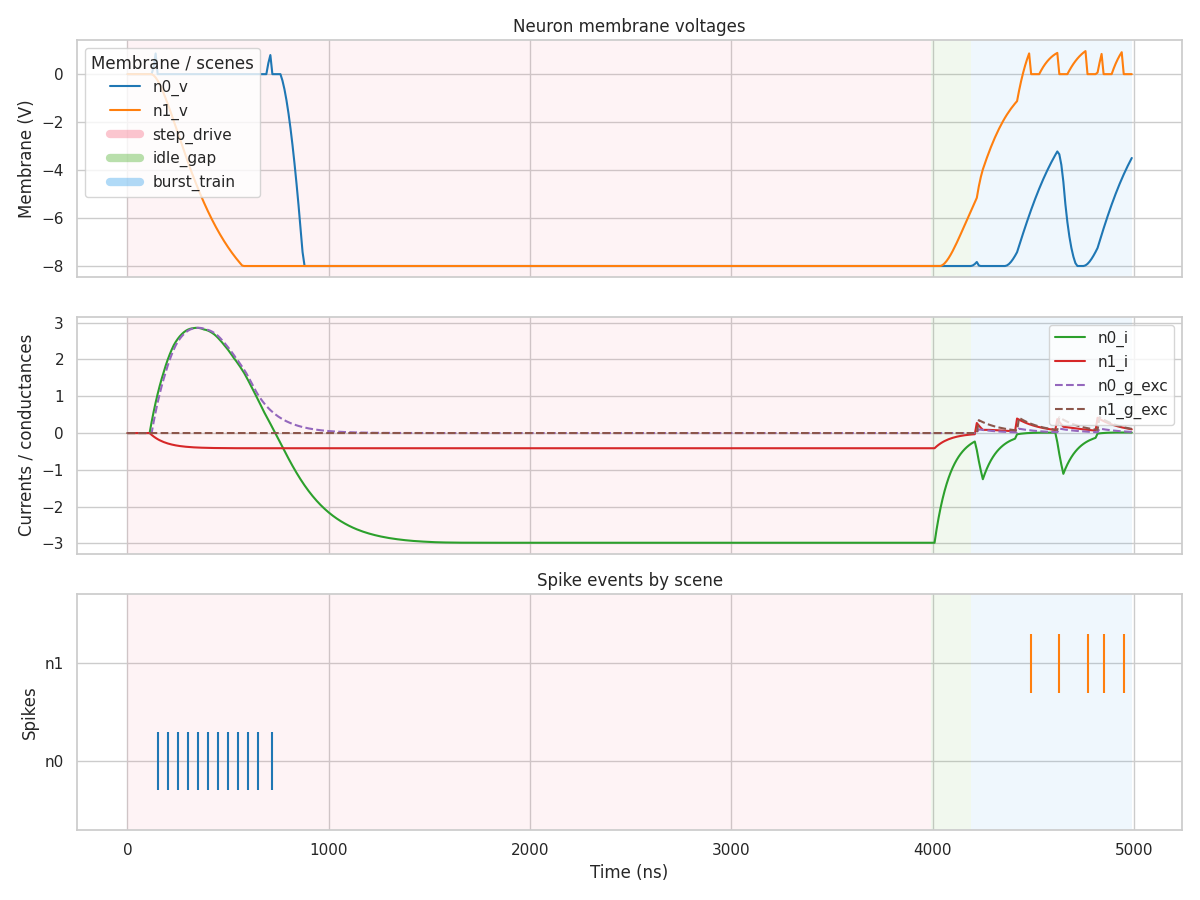 Neuron membrane voltages
Membrane (V)
0
−2
−4
−6
−8
Membrane / scenes
n0_v
n1_v
step_drive
idle_gap
burst_train
Currents / conductances
3
2
1
0
−1
−2
−3
n0_i
n1_i
n0_g_exc
n1_g_exc
Spike events by scene
Spikes
n1
n0
0 1000 2000 3000 4000 5000
Time (ns)